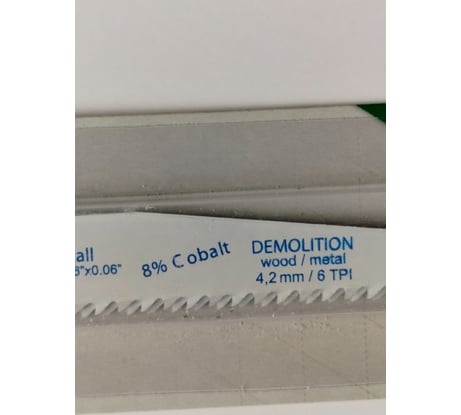 all
8% Cobalt
DEMOLITION
"x0.06"
wood / metal
4,2 mm / 6 TPI